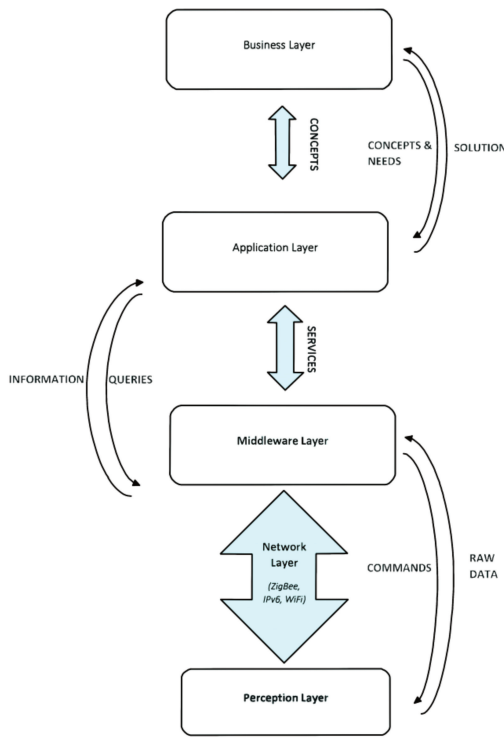 Business Layer
CONCEPTS
CONCEPTS &
NEEDS
SOLUTION
Application Layer
SERVICES
INFORMATION
QUERIES
Middleware Layer
Network
Layer
(ZigBee,
IPv6, WiFi)
COMMANDS
RAW
DATA
Perception Layer